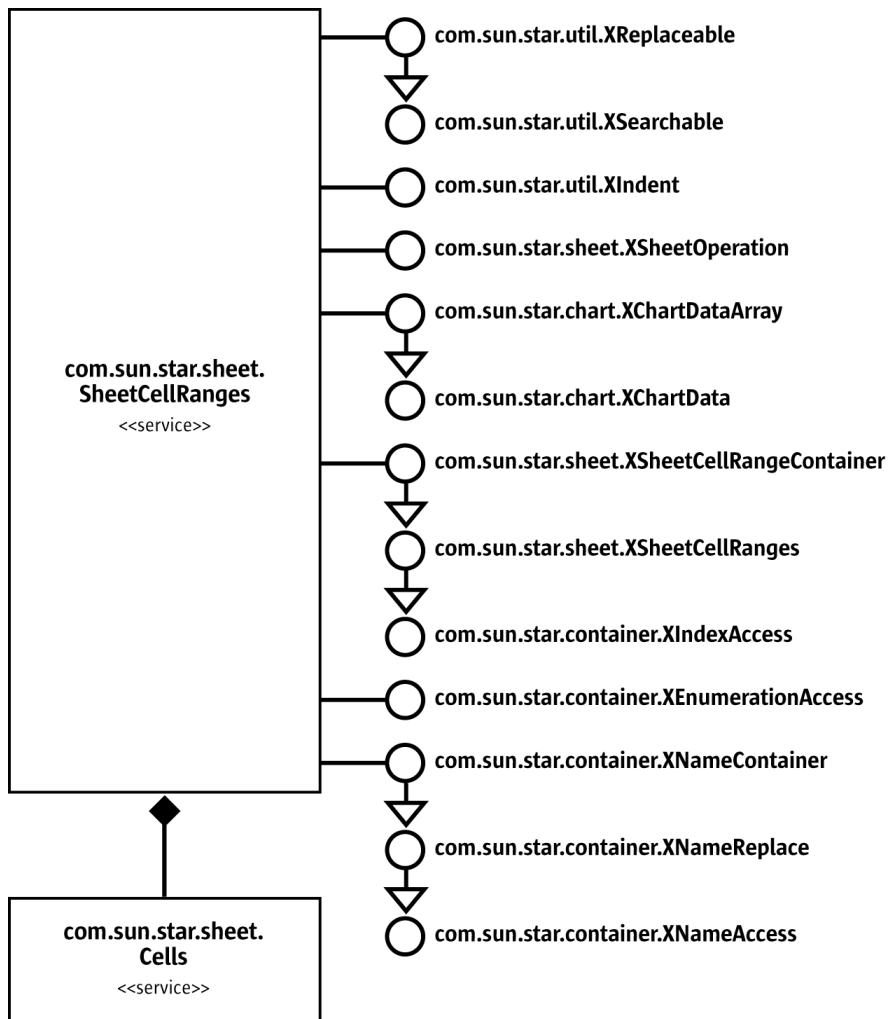 com.sun.star.sheet.
SheetCellRanges
<<service>>
com.sun.star.util.XReplaceable
com.sun.star.util.XSearchable
com.sun.star.util.XIndent
com.sun.star.sheet.XSheetOperation
com.sun.star.chart.XChartDataArray
com.sun.star.chart.XChartData
com.sun.star.sheet.XSheetCellRangeContainer
com.sun.star.sheet.XSheetCellRanges
com.sun.star.container.XIndexAccess
com.sun.star.container.XEnumerationAccess
com.sun.star.container.XNameContainer
com.sun.star.container.XNameReplace
com.sun.star.container.XNameAccess
com.sun.star.sheet.
Cells
<<service>>